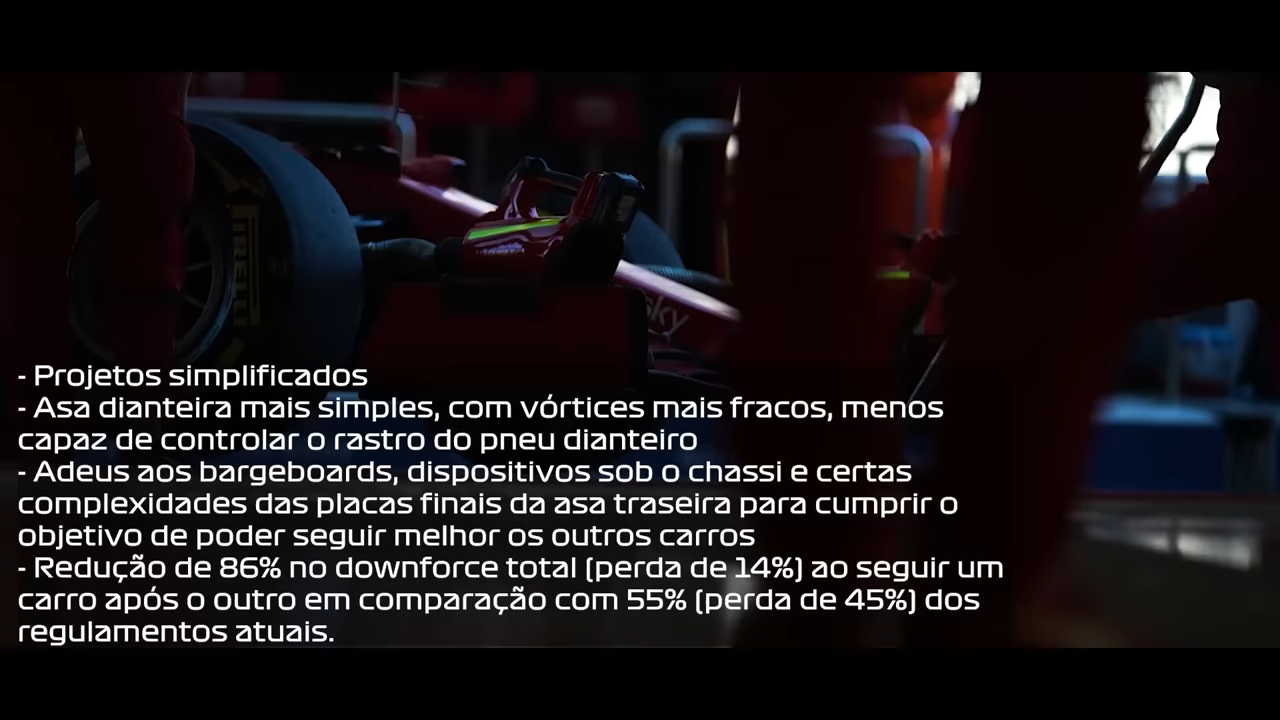 PIRELLI
sky
- Projetos simplificados
- Asa dianteira mais simples, com vórtices mais fracos, menos
capaz de controlar o rastro do pneu dianteiro
- Adeus aos bargeboards, dispositivos sob o chassi e certas
complexidades das placas finais da asa traseira para cumprir o
objetivo de poder seguir melhor os outros carros
- Redução de 86% no downforce total (perda de 14%) ao seguir um
carro após o outro em comparação com 55% (perda de 45%) dos
regulamentos atuais.